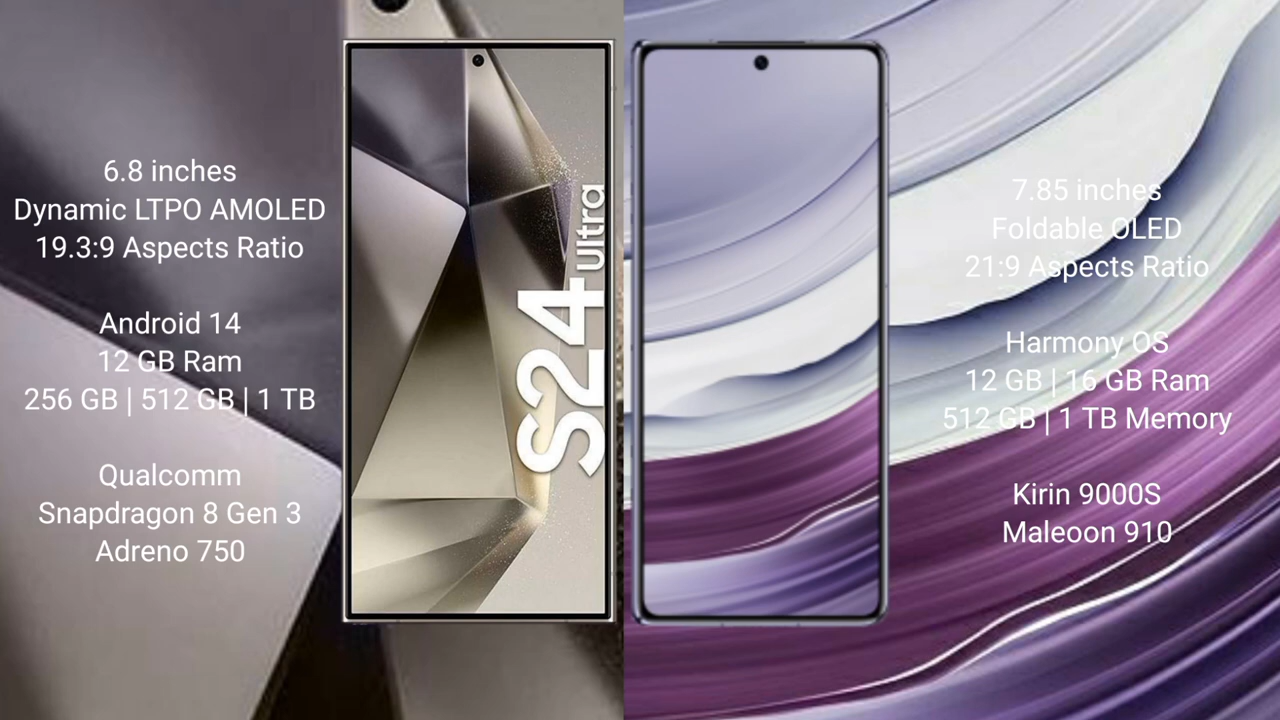 6.8 inches
Dynamic LTPO AMOLED
19.3:9 Aspects Ratio
Android 14
12 GB Ram
256 GB | 512 GB | 1 TB
Qualcomm
Snapdragon 8 Gen 3
Adreno 750
S24 ultra
7.85 inches
Foldable OLED
21:9 Aspects Ratio
Harmony OS
12 GB | 16 GB Ram
512 GB | 1 TB Memory
Kirin 9000S
Maleoon 910